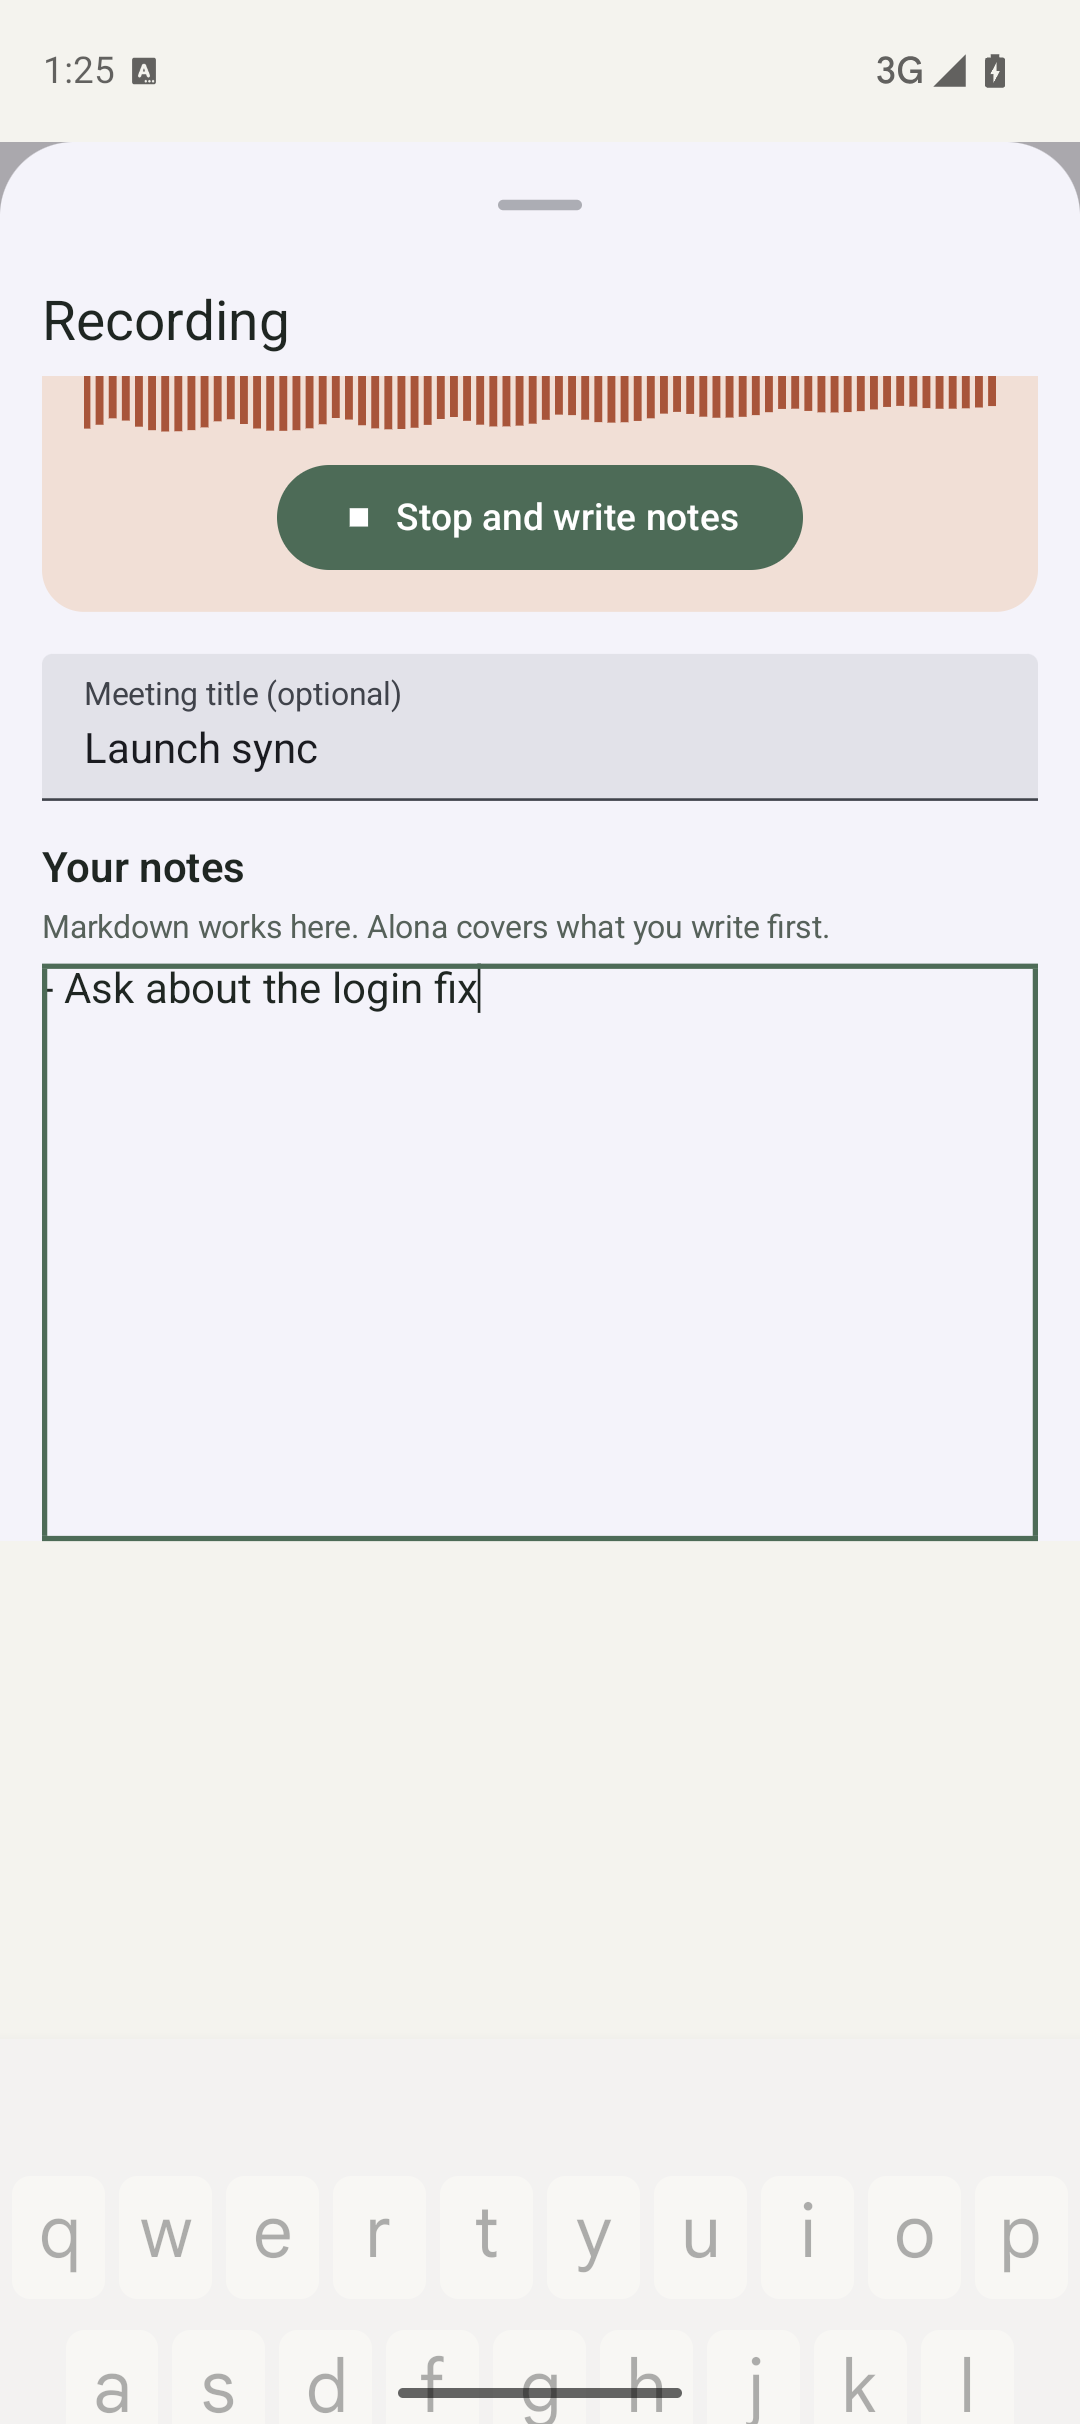 1:25
3G
Recording
Stop and write notes
Meeting title (optional)
Launch sync
Your notes
Markdown works here. Alona covers what you write first.
- Ask about the login fix
q w e r t y u i o p
a s d f g h j k l